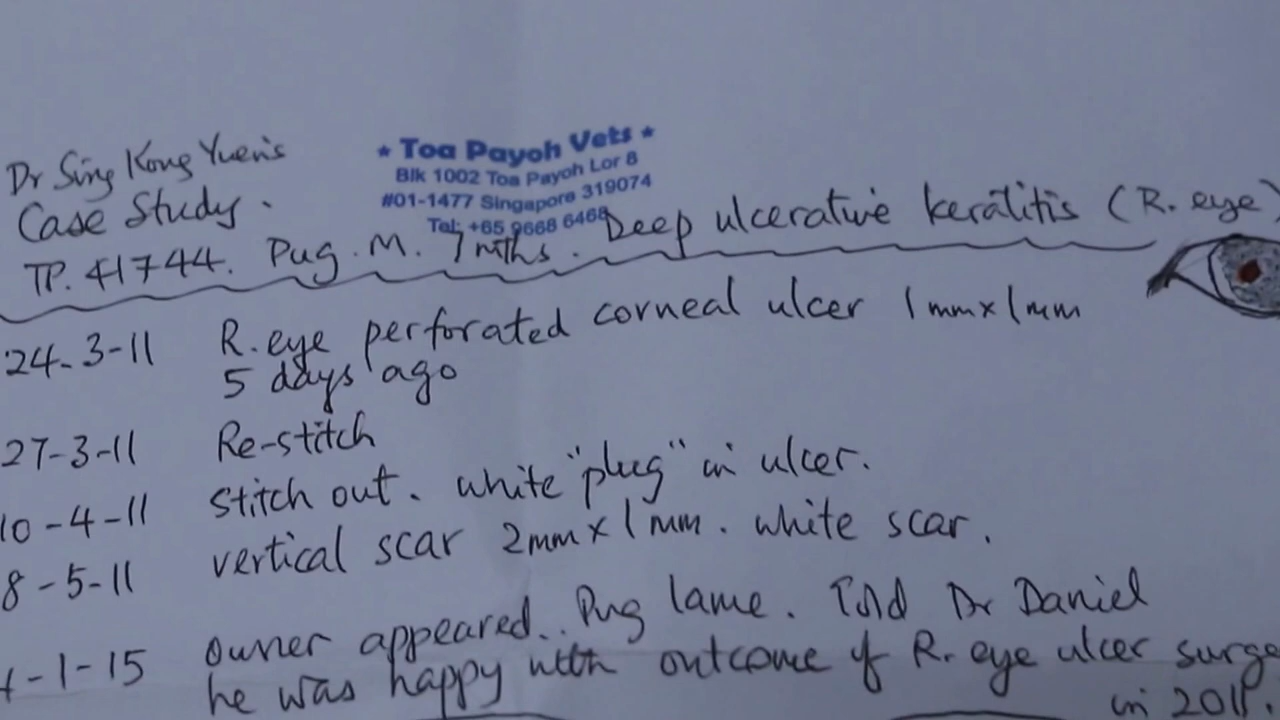 Dr Sing Kong Yuen's
Case Study.
★ Toa Payoh Vets ★
Blk 1002 Toa Payoh Lor 8
#01-1477 Singapore 319074
Tel: +65 9668 6468
TP. 41744. Pug. M. 7 mths. Deep ulcerative keratitis (R. eye)
24-3-11 R. eye perforated corneal ulcer 1mm x 1mm
5 days ago
27-3-11 Re-stitch
10-4-11 Stitch out. white "plug" in ulcer.
8-5-11 vertical scar 2mm x 1mm. white scar.
-1-15 owner appeared.. Pug lame. Told Dr Daniel
he was happy with outcome of R. eye ulcer surge
in 2011.